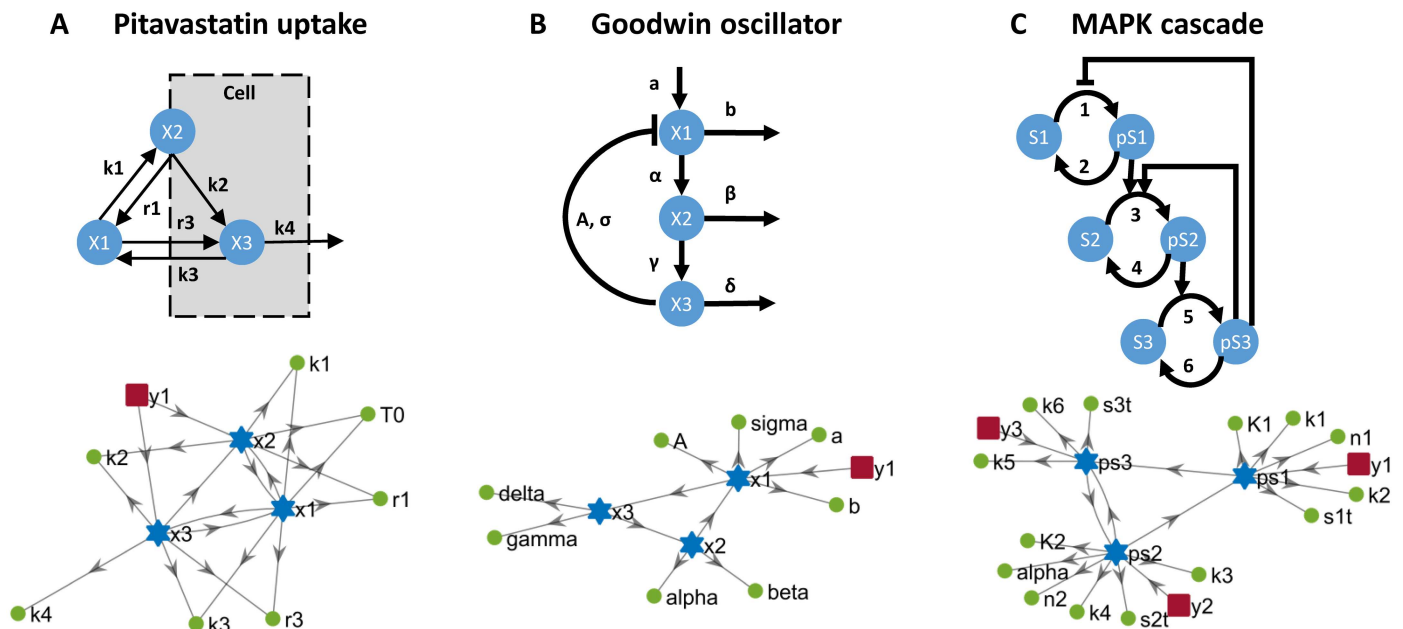 A Pitavastatin uptake
B Goodwin oscillator
C MAPK cascade
Cell
X2
k1
k2
r1
r3
X1
X3
k4
k3
a
b
X1
α
β
A, σ
X2
γ
δ
X3
1
S1
pS1
2
3
S2
pS2
4
5
S3
pS3
6
k1
y1
T0
x2
k2
r1
x1
x3
k4
k3
r3
sigma
A
a
y1
x1
delta
b
x3
gamma
x2
alpha
beta
k6
s3t
y3
K1
k1
n1
k5
ps3
y1
ps1
k2
s1t
K2
ps2
alpha
k3
n2
k4
s2t
y2